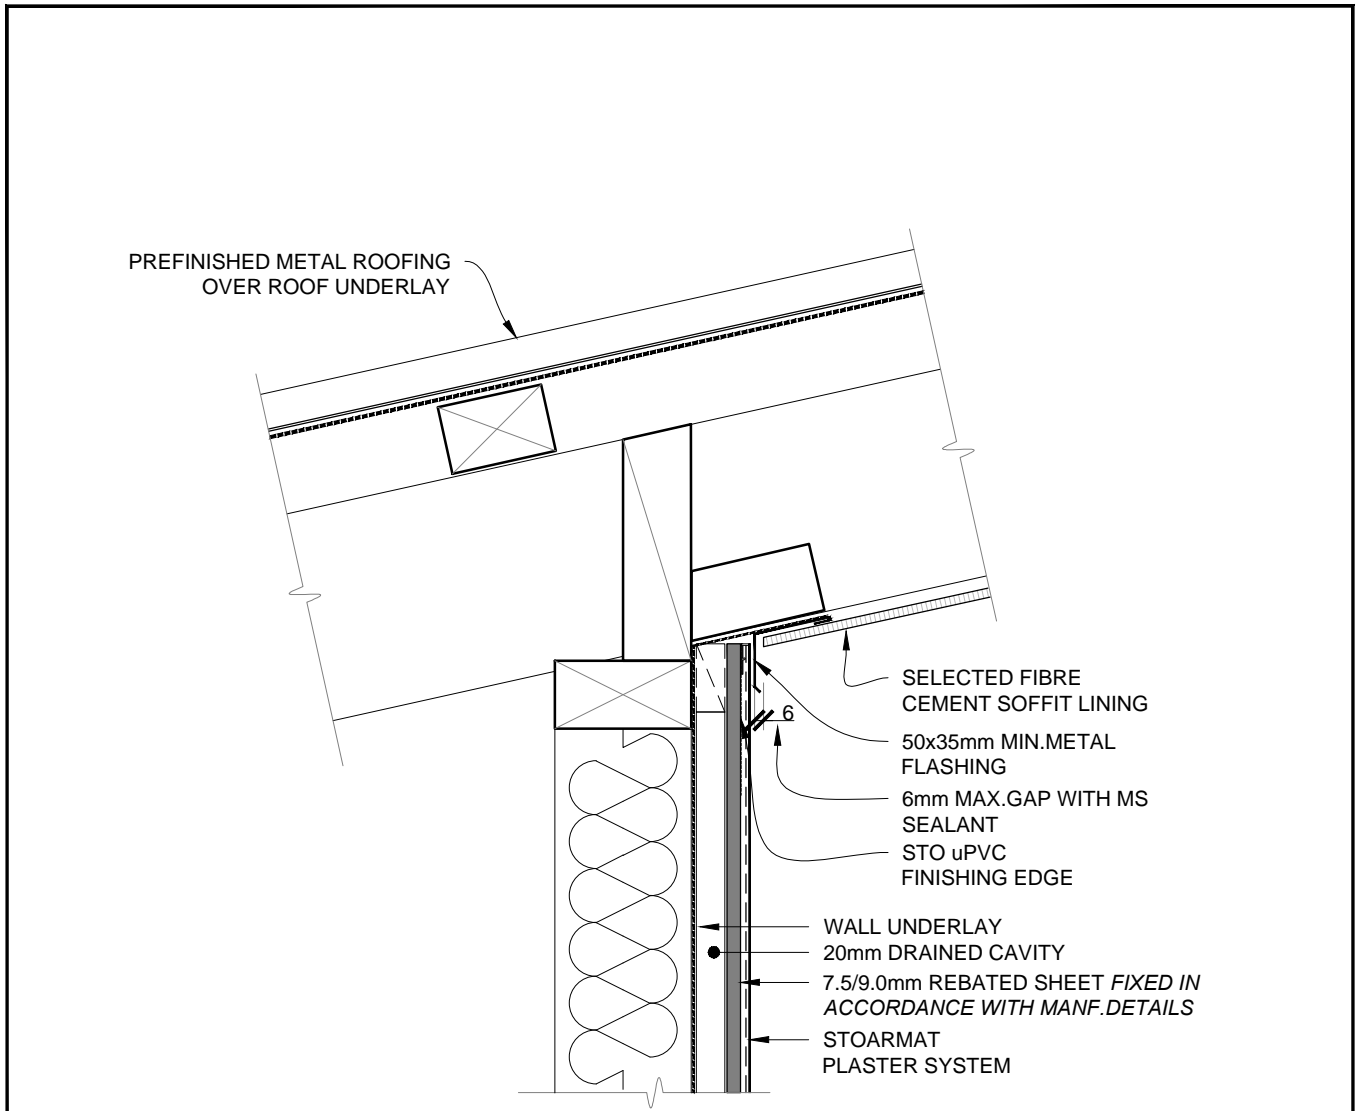 PREFINISHED METAL ROOFING
OVER ROOF UNDERLAY
SELECTED FIBRE
CEMENT SOFFIT LINING
6
50x35mm MIN.METAL
FLASHING
6mm MAX.GAP WITH MS
SEALANT
STO uPVC
FINISHING EDGE
WALL UNDERLAY
20mm DRAINED CAVITY
7.5/9.0mm REBATED SHEET FIXED IN
ACCORDANCE WITH MANF.DETAILS
STOARMAT
PLASTER SYSTEM